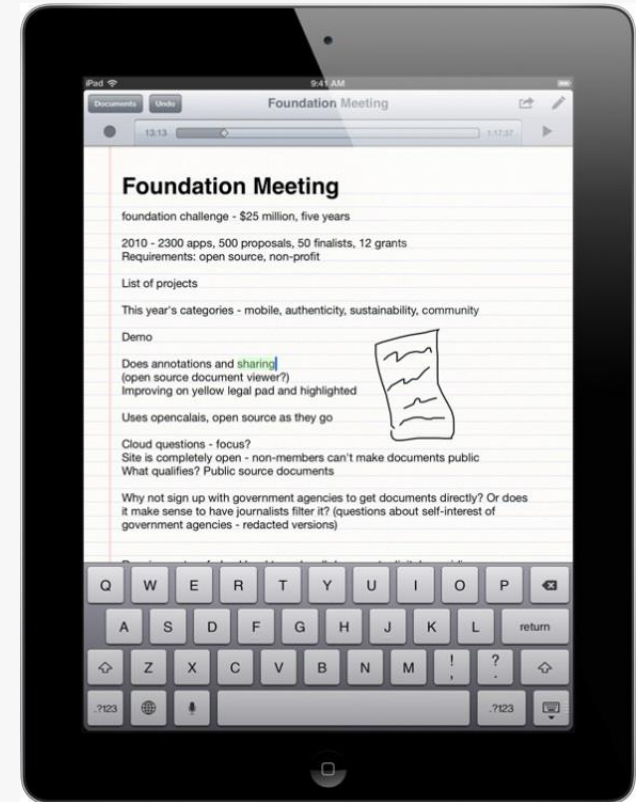 iPad 9:41 AM
Documents Undo Foundation Meeting
13:13 1:17:37
Foundation Meeting
foundation challenge - $25 million, five years
2010 - 2300 apps, 500 proposals, 50 finalists, 12 grants
Requirements: open source, non-profit
List of projects
This year's categories - mobile, authenticity, sustainability, community
Demo
Does annotations and sharing
(open source document viewer?)
Improving on yellow legal pad and highlighted
Uses opencalais, open source as they go
Cloud questions - focus?
Site is completely open - non-members can't make documents public
What qualifies? Public source documents
Why not sign up with government agencies to get documents directly? Or does
it make sense to have journalists filter it? (questions about self-interest of
government agencies - redacted versions)
Q W E R T Y U I O P
A S D F G H J K L return
Z X C V B N M ! , ? .
.?123 .?123